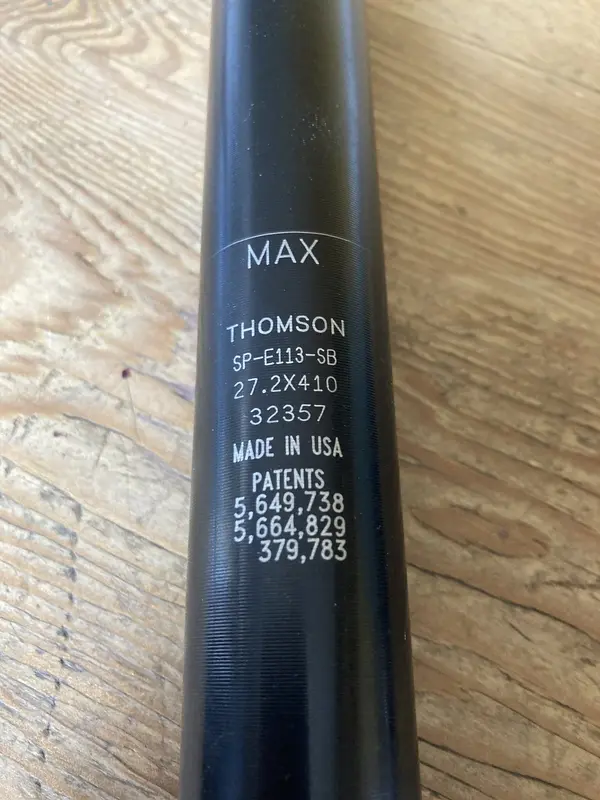 MAX
THOMSON
SP-E113-SB
27.2X410
32357
MADE IN USA
PATENTS
5,649,738
5,664,829
379,783